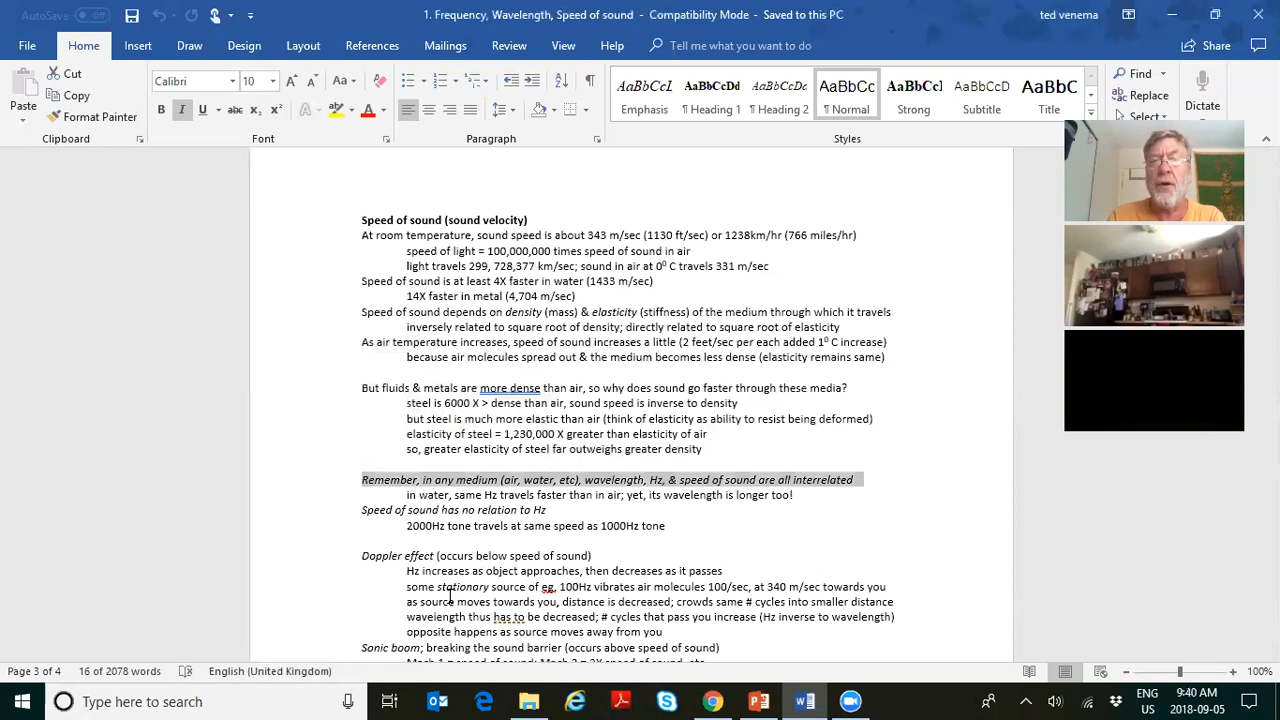 AutoSave Off
1. Frequency, Wavelength, Speed of sound - Compatibility Mode - Saved to this PC
ted venema
File Home Insert Draw Design Layout References Mailings Review View Help Tell me what you want to do Share
Paste
Cut
Copy
Format Painter
Clipboard
Calibri 10
Font
Paragraph
AaBbCcL AaBbCcDd AaBbCcDd AaBbCc AaBbCcl AaBbCcD AaBbCc
Emphasis ¶ Heading 1 ¶ Heading 2 ¶ Normal Strong Subtitle Title
Styles
Find
Replace
Select
Dictate
Speed of sound (sound velocity)
At room temperature, sound speed is about 343 m/sec (1130 ft/sec) or 1238km/hr (766 miles/hr)
speed of light = 100,000,000 times speed of sound in air
light travels 299, 728,377 km/sec; sound in air at 0⁰ C travels 331 m/sec
Speed of sound is at least 4X faster in water (1433 m/sec)
14X faster in metal (4,704 m/sec)
Speed of sound depends on density (mass) & elasticity (stiffness) of the medium through which it travels
inversely related to square root of density; directly related to square root of elasticity
As air temperature increases, speed of sound increases a little (2 feet/sec per each added 1⁰ C increase)
because air molecules spread out & the medium becomes less dense (elasticity remains same)
But fluids & metals are more dense than air, so why does sound go faster through these media?
steel is 6000 X > dense than air, sound speed is inverse to density
but steel is much more elastic than air (think of elasticity as ability to resist being deformed)
elasticity of steel = 1,230,000 X greater than elasticity of air
so, greater elasticity of steel far outweighs greater density
Remember, in any medium (air, water, etc), wavelength, Hz, & speed of sound are all interrelated
in water, same Hz travels faster than in air; yet, its wavelength is longer too!
Speed of sound has no relation to Hz
2000Hz tone travels at same speed as 1000Hz tone
Doppler effect (occurs below speed of sound)
Hz increases as object approaches, then decreases as it passes
some stationary source of eg, 100Hz vibrates air molecules 100/sec, at 340 m/sec towards you
as source moves towards you, distance is decreased; crowds same # cycles into smaller distance
wavelength thus has to be decreased; # cycles that pass you increase (Hz inverse to wavelength)
opposite happens as source moves away from you
Sonic boom; breaking the sound barrier (occurs above speed of sound)
Mach 1 = speed of sound; Mach 2 = 2X speed of sound, etc
Page 3 of 4 16 of 2078 words English (United Kingdom) 100%
Type here to search
ENG
US
9:40 AM
2018-09-05